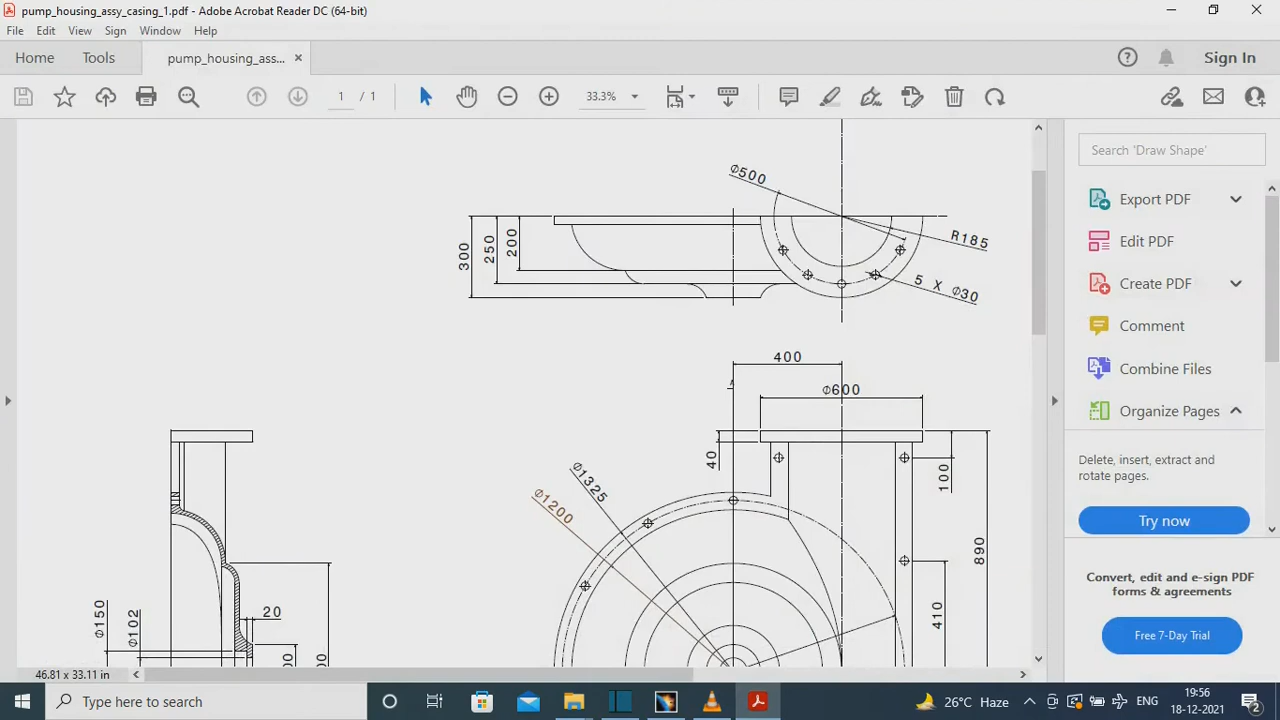 pump_housing_assy_casing_1.pdf - Adobe Acrobat Reader DC (64-bit)
File Edit View Sign Window Help
Home Tools pump_housing_ass... Sign In
1 / 1 33.3%
Search 'Draw Shape'
Export PDF
Edit PDF
Create PDF
Comment
Combine Files
Organize Pages
Delete, insert, extract and
rotate pages.
Try now
Convert, edit and e-sign PDF
forms & agreements
Free 7-Day Trial
Φ500
R185
5 X Φ30
300
250
200
400
Φ600
40
100
Φ1325
Φ1200
890
410
Φ150
Φ102
20
46.81 x 33.11 in
Type here to search
26°C Haze
ENG
19:56
18-12-2021
2